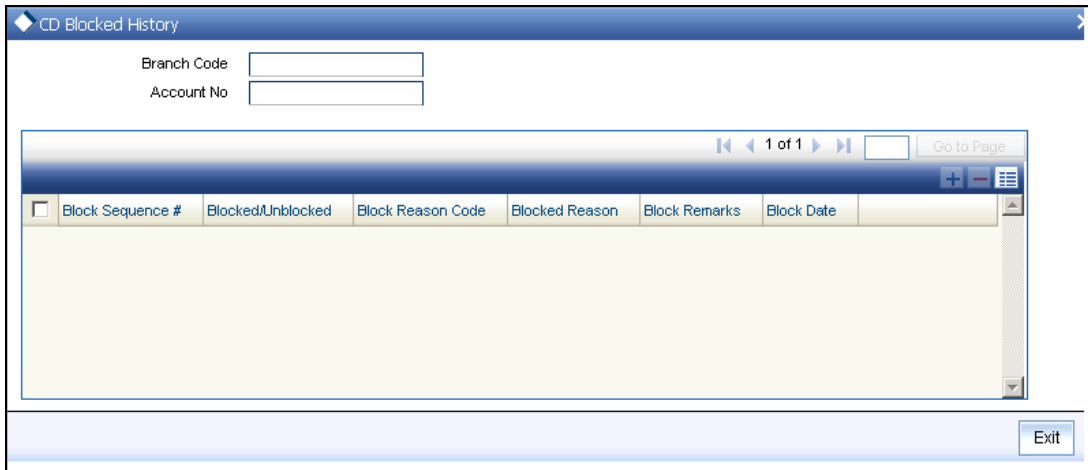 CD Blocked History
Branch Code
Account No
1 of 1 Go to Page
Block Sequence # Blocked/Unblocked Block Reason Code Blocked Reason Block Remarks Block Date
Exit